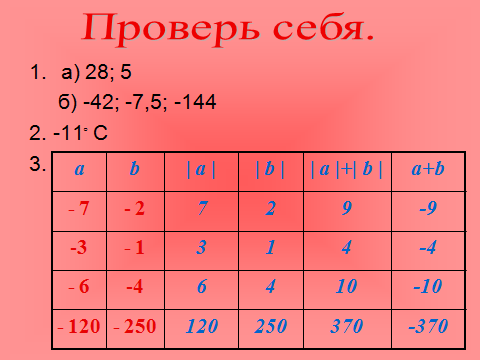 Проверь себя.
1. а) 28; 5
б) -42; -7,5; -144
2. -11° С
3.
a b | a | | b | | a |+| b | a+b
- 7 - 2 7 2 9 -9
-3 - 1 3 1 4 -4
- 6 -4 6 4 10 -10
- 120 - 250 120 250 370 -370